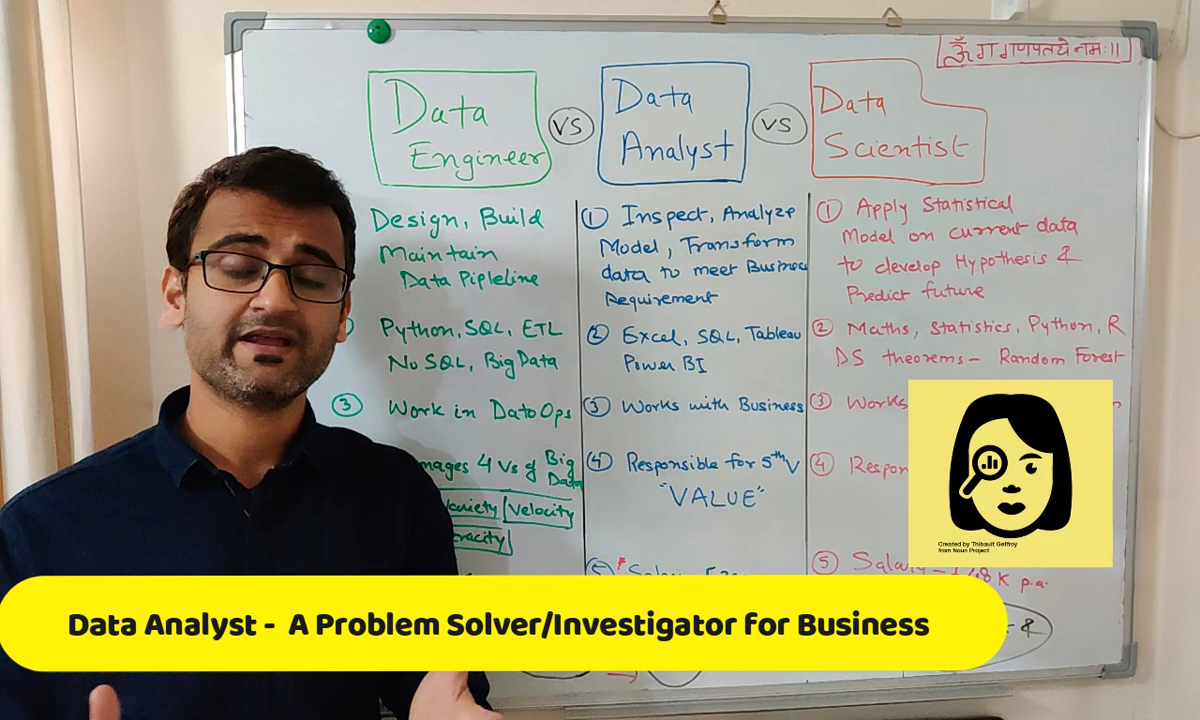 ॐ गं गणपतये नमः ॥
Data
Engineer
VS
Data
Analyst
VS
Data
Scientist
Design, Build
Maintain
Data Pipleline
Python, SQL, ETL
No SQL, Big Data
③ Work in DataOps
4 Vs of Big
Data
Variety Velocity
① Inspect, Analyze
Model, Transform
data to meet Business
Requirement
② Excel, SQL, Tableau
Power BI
③ Works with Business
④ Responsible for 5th V
"VALUE"
① Apply Statistical
Model on current data
to develop Hypothesis &
Predict future
② Maths, Statistics, Python, R
DS theorems - Random Forest
③ Works
④
⑤ Salary
K p.a.
Created by Thibault Geffroy
from Noun Project
Data Analyst - A Problem Solver/Investigator for Business